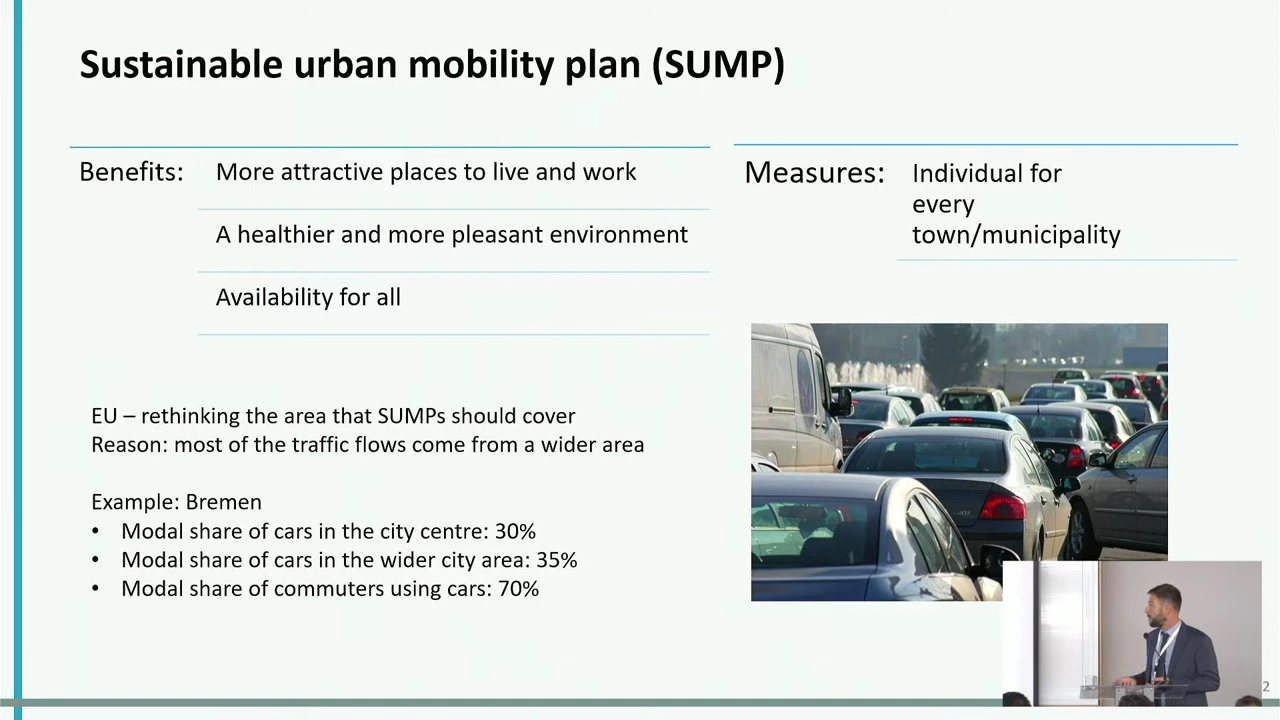 Sustainable urban mobility plan (SUMP)
Benefits:
More attractive places to live and work
A healthier and more pleasant environment
Availability for all
Measures:
Individual for
every
town/municipality
EU – rethinking the area that SUMPs should cover
Reason: most of the traffic flows come from a wider area
Example: Bremen
• Modal share of cars in the city centre: 30%
• Modal share of cars in the wider city area: 35%
• Modal share of commuters using cars: 70%
2